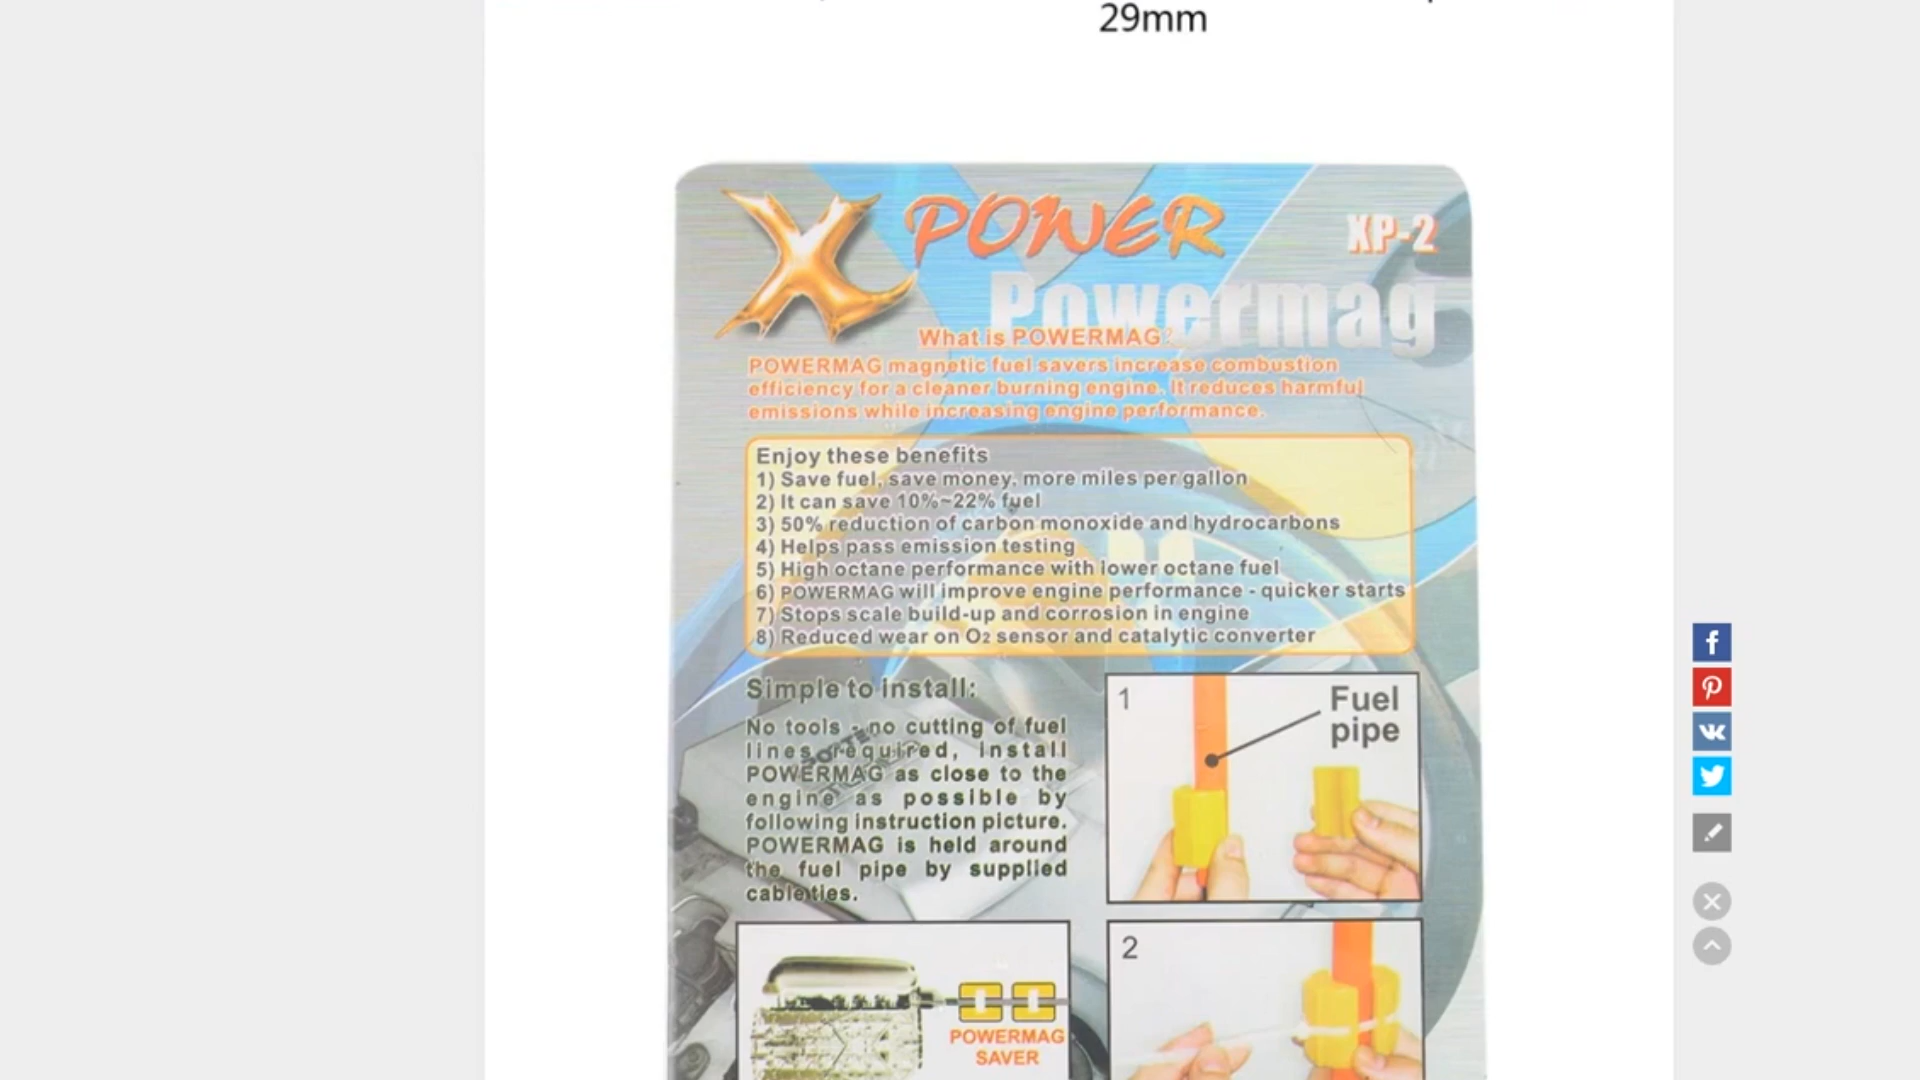 29mm
X POWER
XP-2
Powermag
What is POWERMAG?
POWERMAG magnetic fuel savers increase combustion
efficiency for a cleaner burning engine. It reduces harmful
emissions while increasing engine performance.
Enjoy these benefits
1) Save fuel, save money, more miles per gallon
2) It can save 10%~22% fuel
3) 50% reduction of carbon monoxide and hydrocarbons
4) Helps pass emission testing
5) High octane performance with lower octane fuel
6) POWERMAG will improve engine performance - quicker starts
7) Stops scale build-up and corrosion in engine
8) Reduced wear on O2 sensor and catalytic converter
Simple to install:
No tools - no cutting of fuel
lines required, Install
POWERMAG as close to the
engine as possible by
following instruction picture.
POWERMAG is held around
the fuel pipe by supplied
cable ties.
1
Fuel
pipe
2
POWERMAG
SAVER